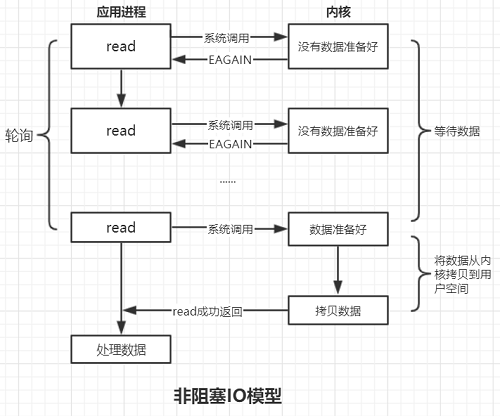 应用进程
内核
read
系统调用
没有数据准备好
EAGAIN
轮询
read
系统调用
没有数据准备好
EAGAIN
等待数据
......
read
系统调用
数据准备好
将数据从内
核拷贝到用
户空间
read成功返回
拷贝数据
处理数据
非阻塞IO模型